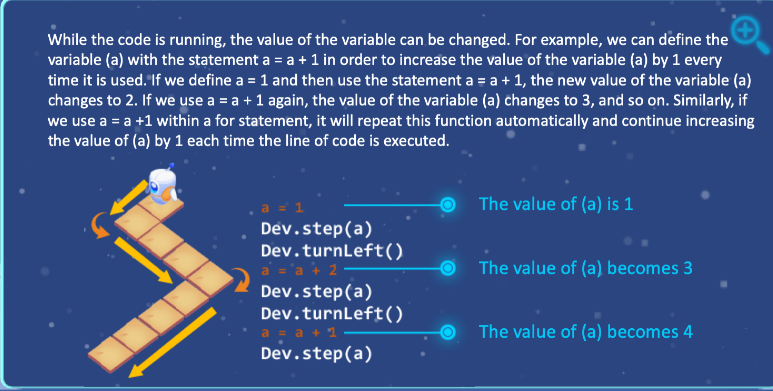 While the code is running, the value of the variable can be changed. For example, we can define the
variable (a) with the statement a = a + 1 in order to increase the value of the variable (a) by 1 every
time it is used. If we define a = 1 and then use the statement a = a + 1, the new value of the variable (a)
changes to 2. If we use a = a + 1 again, the value of the variable (a) changes to 3, and so on. Similarly, if
we use a = a +1 within a for statement, it will repeat this function automatically and continue increasing
the value of (a) by 1 each time the line of code is executed.
a = 1
The value of (a) is 1
Dev.step(a)
Dev.turnLeft()
a = a + 2
The value of (a) becomes 3
Dev.step(a)
Dev.turnLeft()
a = a + 1
The value of (a) becomes 4
Dev.step(a)